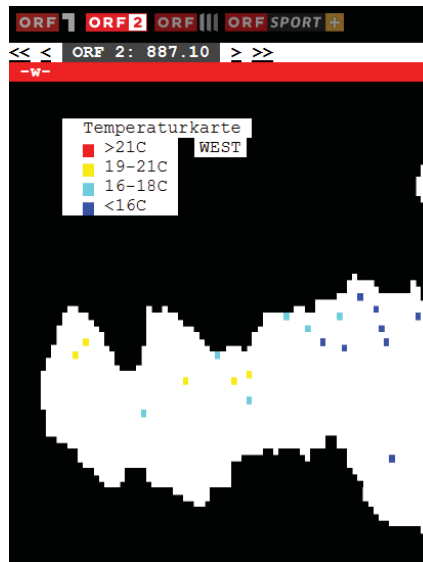 ORF 1 ORF 2 ORF III ORF SPORT +
<< < ORF 2: 887.10 > >>
-w-
Temperaturkarte
>21C WEST
19-21C
16-18C
<16C